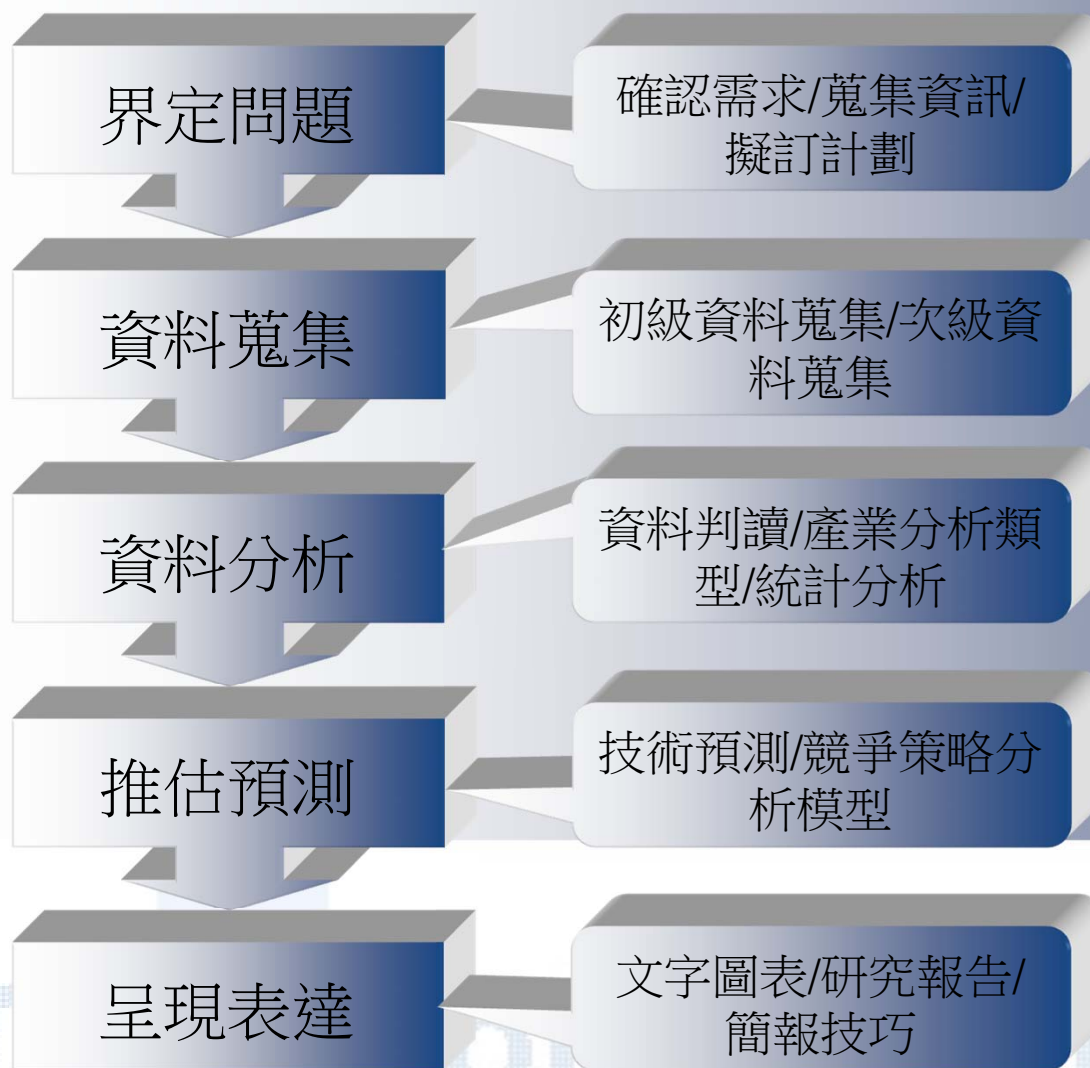 界定問題
確認需求/蒐集資訊/
擬訂計劃
資料蒐集
初級資料蒐集/次級資
料蒐集
資料分析
資料判讀/產業分析類
型/統計分析
推估預測
技術預測/競爭策略分
析模型
呈現表達
文字圖表/研究報告/
簡報技巧